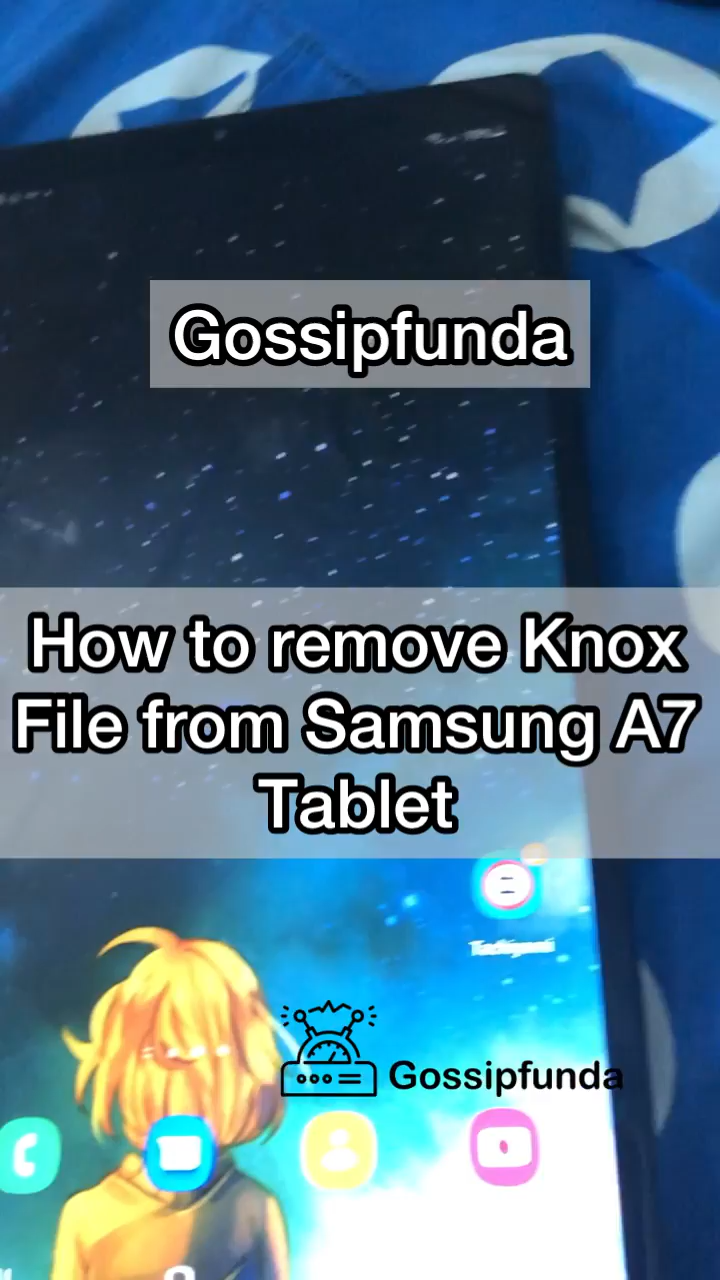 Gossipfunda
How to remove Knox
File from Samsung A7
Tablet
Gossipfunda